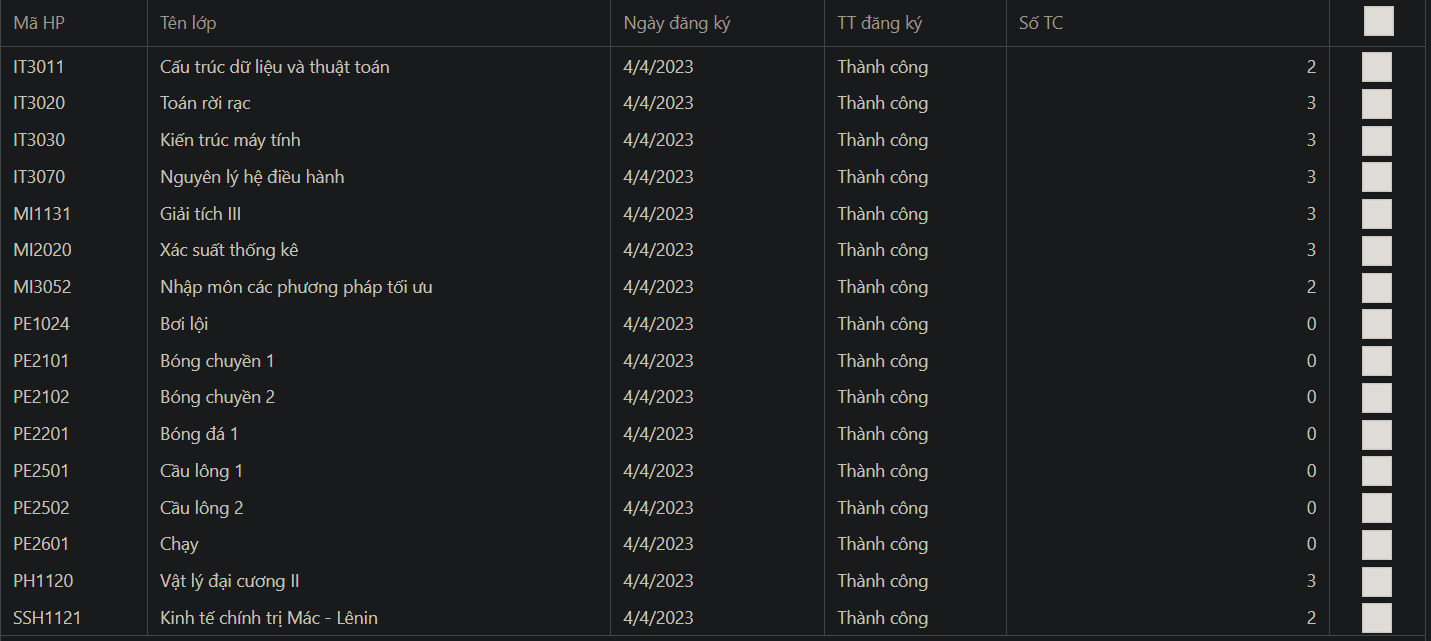 Mã HP Tên lớp Ngày đăng ký TT đăng ký Số TC
IT3011 Cấu trúc dữ liệu và thuật toán 4/4/2023 Thành công 2
IT3020 Toán rời rạc 4/4/2023 Thành công 3
IT3030 Kiến trúc máy tính 4/4/2023 Thành công 3
IT3070 Nguyên lý hệ điều hành 4/4/2023 Thành công 3
MI1131 Giải tích III 4/4/2023 Thành công 3
MI2020 Xác suất thống kê 4/4/2023 Thành công 3
MI3052 Nhập môn các phương pháp tối ưu 4/4/2023 Thành công 2
PE1024 Bơi lội 4/4/2023 Thành công 0
PE2101 Bóng chuyền 1 4/4/2023 Thành công 0
PE2102 Bóng chuyền 2 4/4/2023 Thành công 0
PE2201 Bóng đá 1 4/4/2023 Thành công 0
PE2501 Cầu lông 1 4/4/2023 Thành công 0
PE2502 Cầu lông 2 4/4/2023 Thành công 0
PE2601 Chạy 4/4/2023 Thành công 0
PH1120 Vật lý đại cương II 4/4/2023 Thành công 3
SSH1121 Kinh tế chính trị Mác - Lênin 4/4/2023 Thành công 2